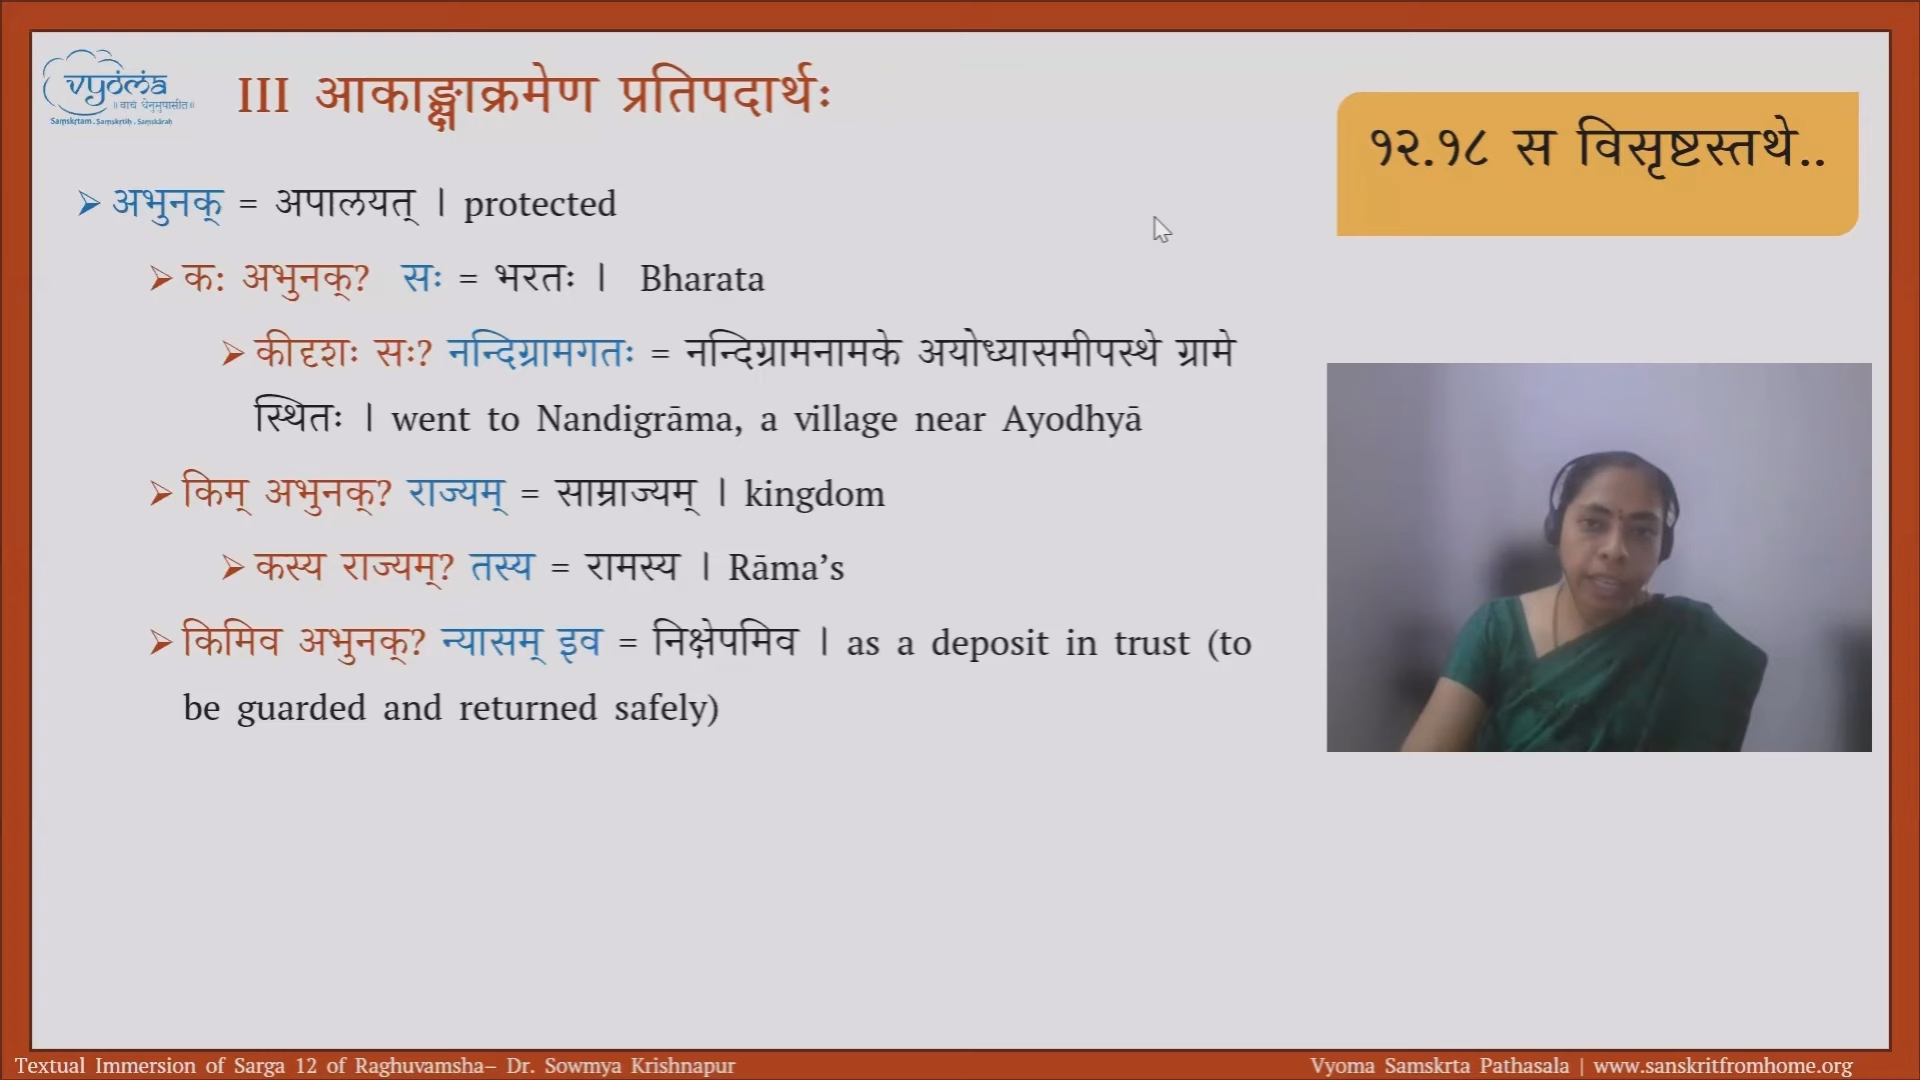 vyoma
॥ वाचं धेनुमुपासीत॥
Saṃskṛtam . Saṃskṛtiḥ . Saṃskāraḥ
III आकाङ्क्षाक्रमेण प्रतिपदार्थः
१२.१८ स विसृष्टस्तथे..
अभुनक् = अपालयत् । protected
क: अभुनक्? सः = भरतः । Bharata
कीदृशः सः? नन्दिग्रामगतः = नन्दिग्रामनामके अयोध्यासमीपस्थे ग्रामे
स्थितः । went to Nandigrāma, a village near Ayodhyā
किम् अभुनक्? राज्यम् = साम्राज्यम् । kingdom
कस्य राज्यम्? तस्य = रामस्य । Rāma’s
किमिव अभुनक्? न्यासम् इव = निक्षेपमिव । as a deposit in trust (to
be guarded and returned safely)
Textual Immersion of Sarga 12 of Raghuvamsha– Dr. Sowmya Krishnapur
Vyoma Samskrta Pathasala | www.sanskritfromhome.org